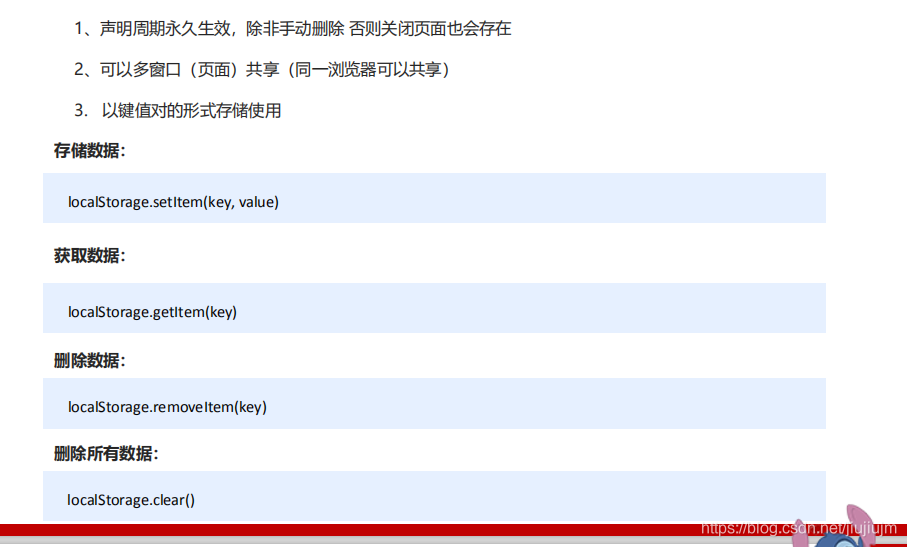 1、声明周期永久生效，除非手动删除 否则关闭页面也会存在
2、可以多窗口（页面）共享（同一浏览器可以共享）
3. 以键值对的形式存储使用
存储数据：
localStorage.setItem(key, value)
获取数据：
localStorage.getItem(key)
删除数据：
localStorage.removeItem(key)
删除所有数据：
localStorage.clear()
https://blog.csdn.net/jiujiujm